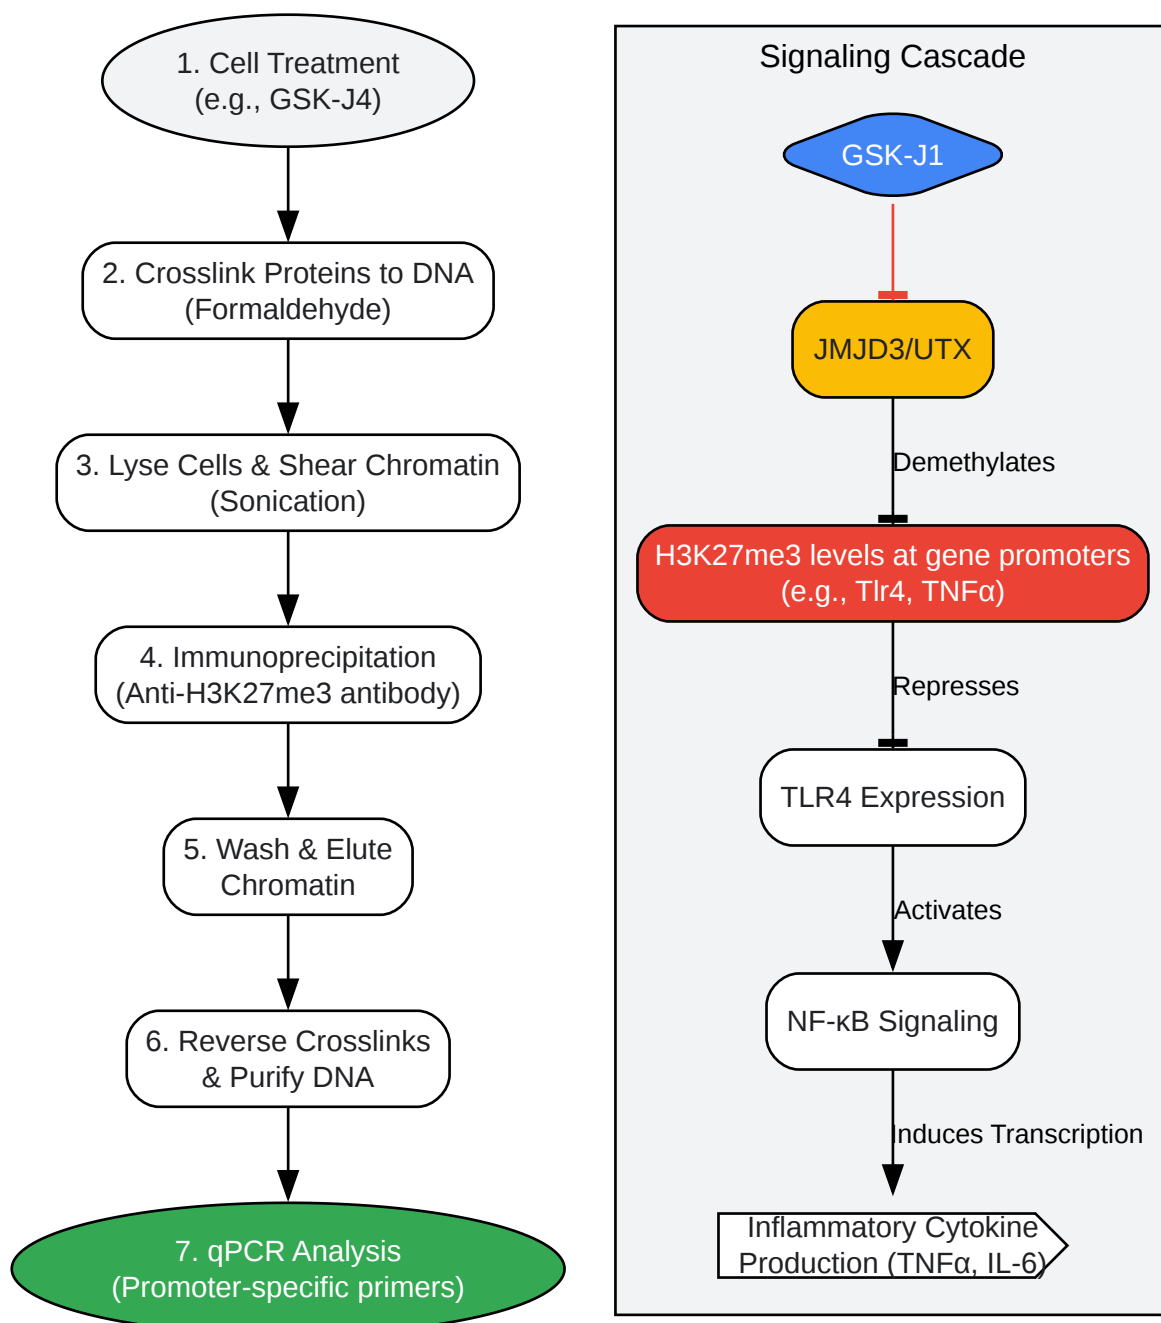 1. Cell Treatment
(e.g., GSK-J4)
2. Crosslink Proteins to DNA
(Formaldehyde)
3. Lyse Cells & Shear Chromatin
(Sonication)
4. Immunoprecipitation
(Anti-H3K27me3 antibody)
5. Wash & Elute
Chromatin
6. Reverse Crosslinks
& Purify DNA
7. qPCR Analysis
(Promoter-specific primers)
Signaling Cascade
GSK-J1
JMJD3/UTX
Demethylates
H3K27me3 levels at gene promoters
(e.g., Tlr4, TNFα)
Represses
TLR4 Expression
Activates
NF-κB Signaling
Induces Transcription
Inflammatory Cytokine
Production (TNFα, IL-6)